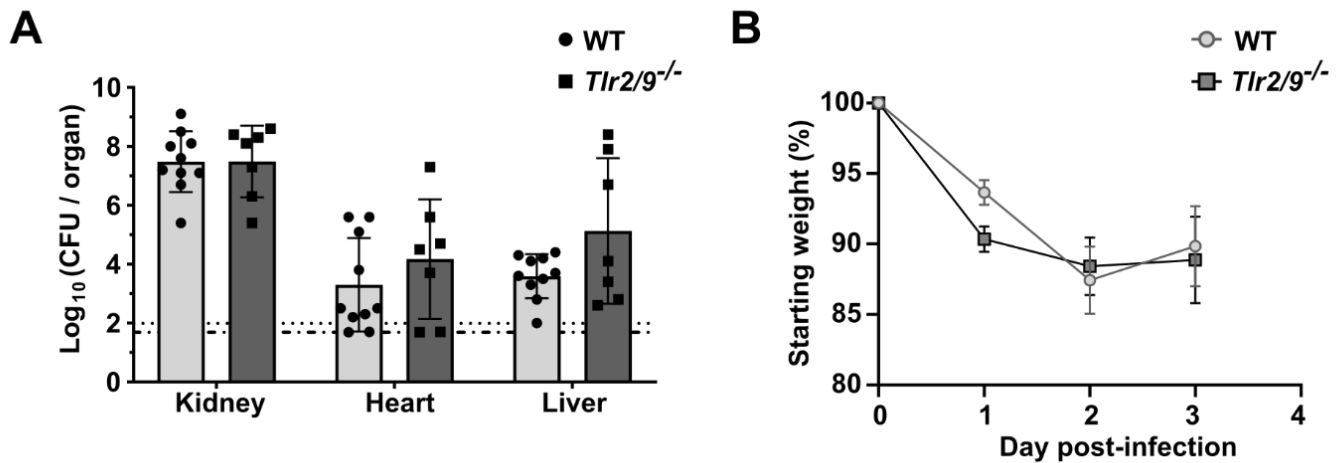 A
WT
Tlr2/9-/-
Log10 (CFU / organ)
10
8
6
4
2
0
Kidney
Heart
Liver
B
WT
Tlr2/9-/-
Starting weight (%)
100
95
90
85
80
0
1
2
3
4
Day post-infection